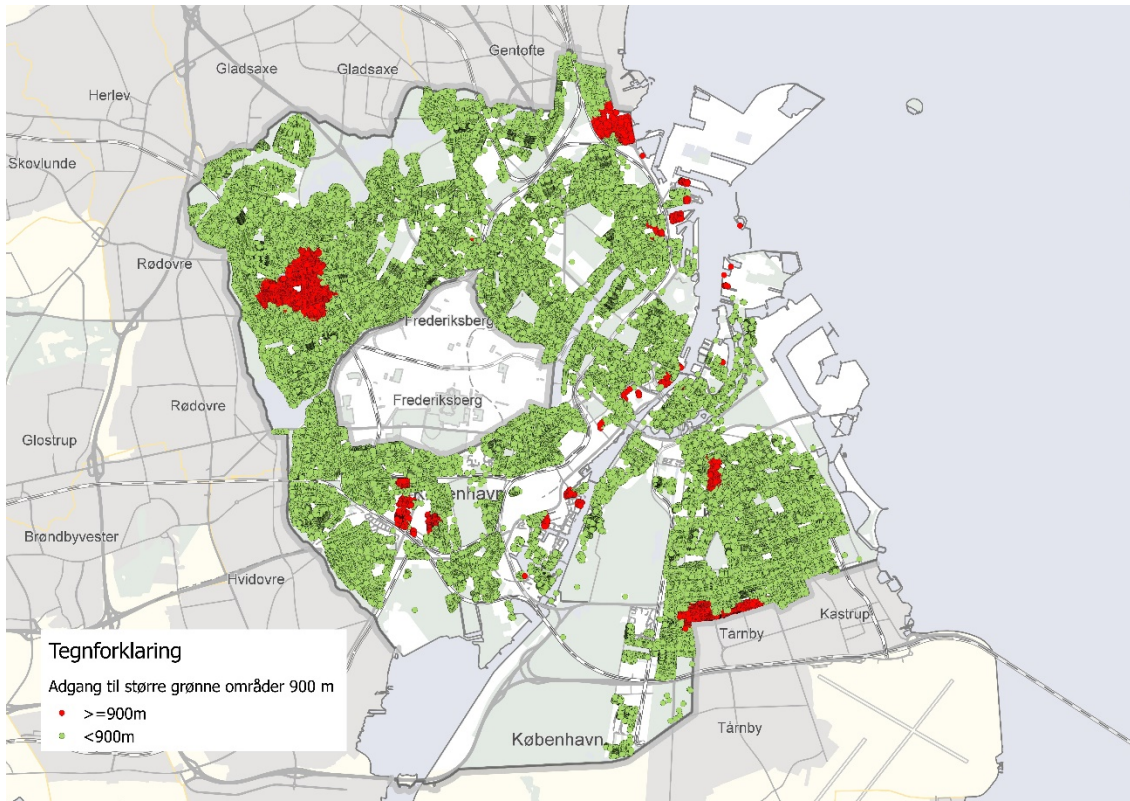 Gentofte
Gladsaxe
Gladsaxe
Herlev
Skovlunde
Rødovre
Frederiksberg
Rødovre
Frederiksberg
Glostrup
København
Brøndbyvester
Hvidovre
Kastrup
Tårnby
Tegnforklaring
Adgang til større grønne områder 900 m
>=900m
<900m
København
Tårnby